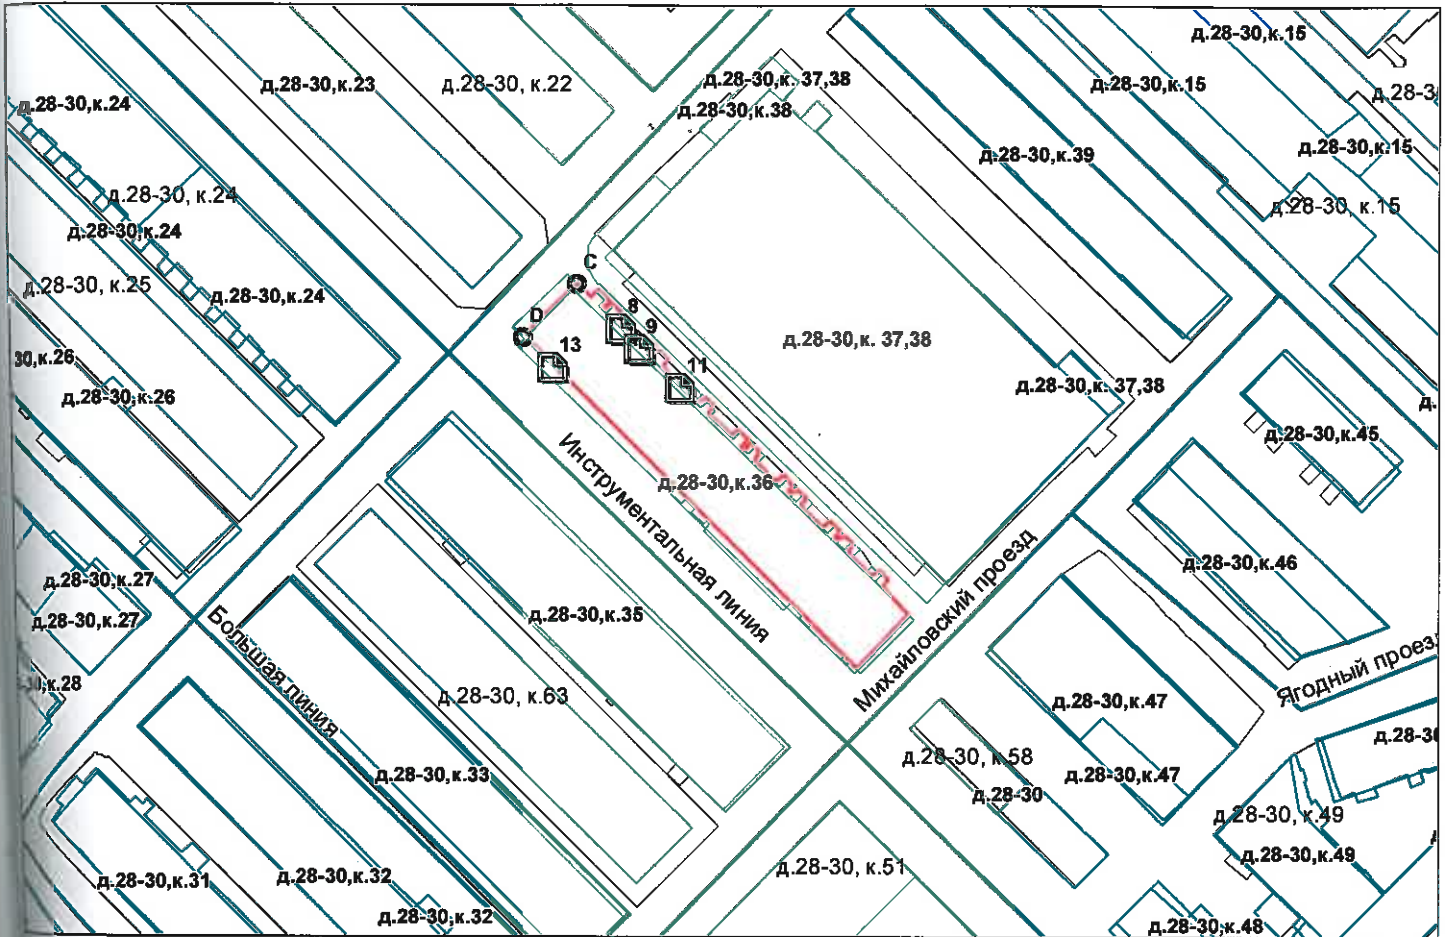 д.28-30,к.15
д.28-30,к.23
д.28-30, к.22
д.28-30,к. 37,38
д.28-30,к.15
д.28-3
д.28-30,к.24
д.28-30,к.38
д.28-30,к.39
д.28-30,к.15
д.28-30, к.24
д.28-30, к.15
д.28-30,к.24
C
д.28-30, к.25
д.28-30,к.24
8
D
9
д.28-30,к. 37,38
13
30,к.26
11
д.28-30,к. 37,38
д.28-30,к.26
д.
д.28-30,к.45
Инструментальная линия
д.28-30,к.36
Михайловский проезд
д.28-30,к.46
д.28-30,к.27
д.28-30,к.27
Большая линия
д.28-30,к.35
Ягодный проезд
к.28
д.28-30, к.63
д.28-30,к.47
д.28-30
д.28-30, к.58
д.28-30,к.33
д.28-30,к.47
д.28-30
д.28-30, к.49
д.28-30,к.49
д.28-30, к.51
д.28-30,к.31
д.28-30,к.32
д.28-30,к.32
д.28-30,к.48